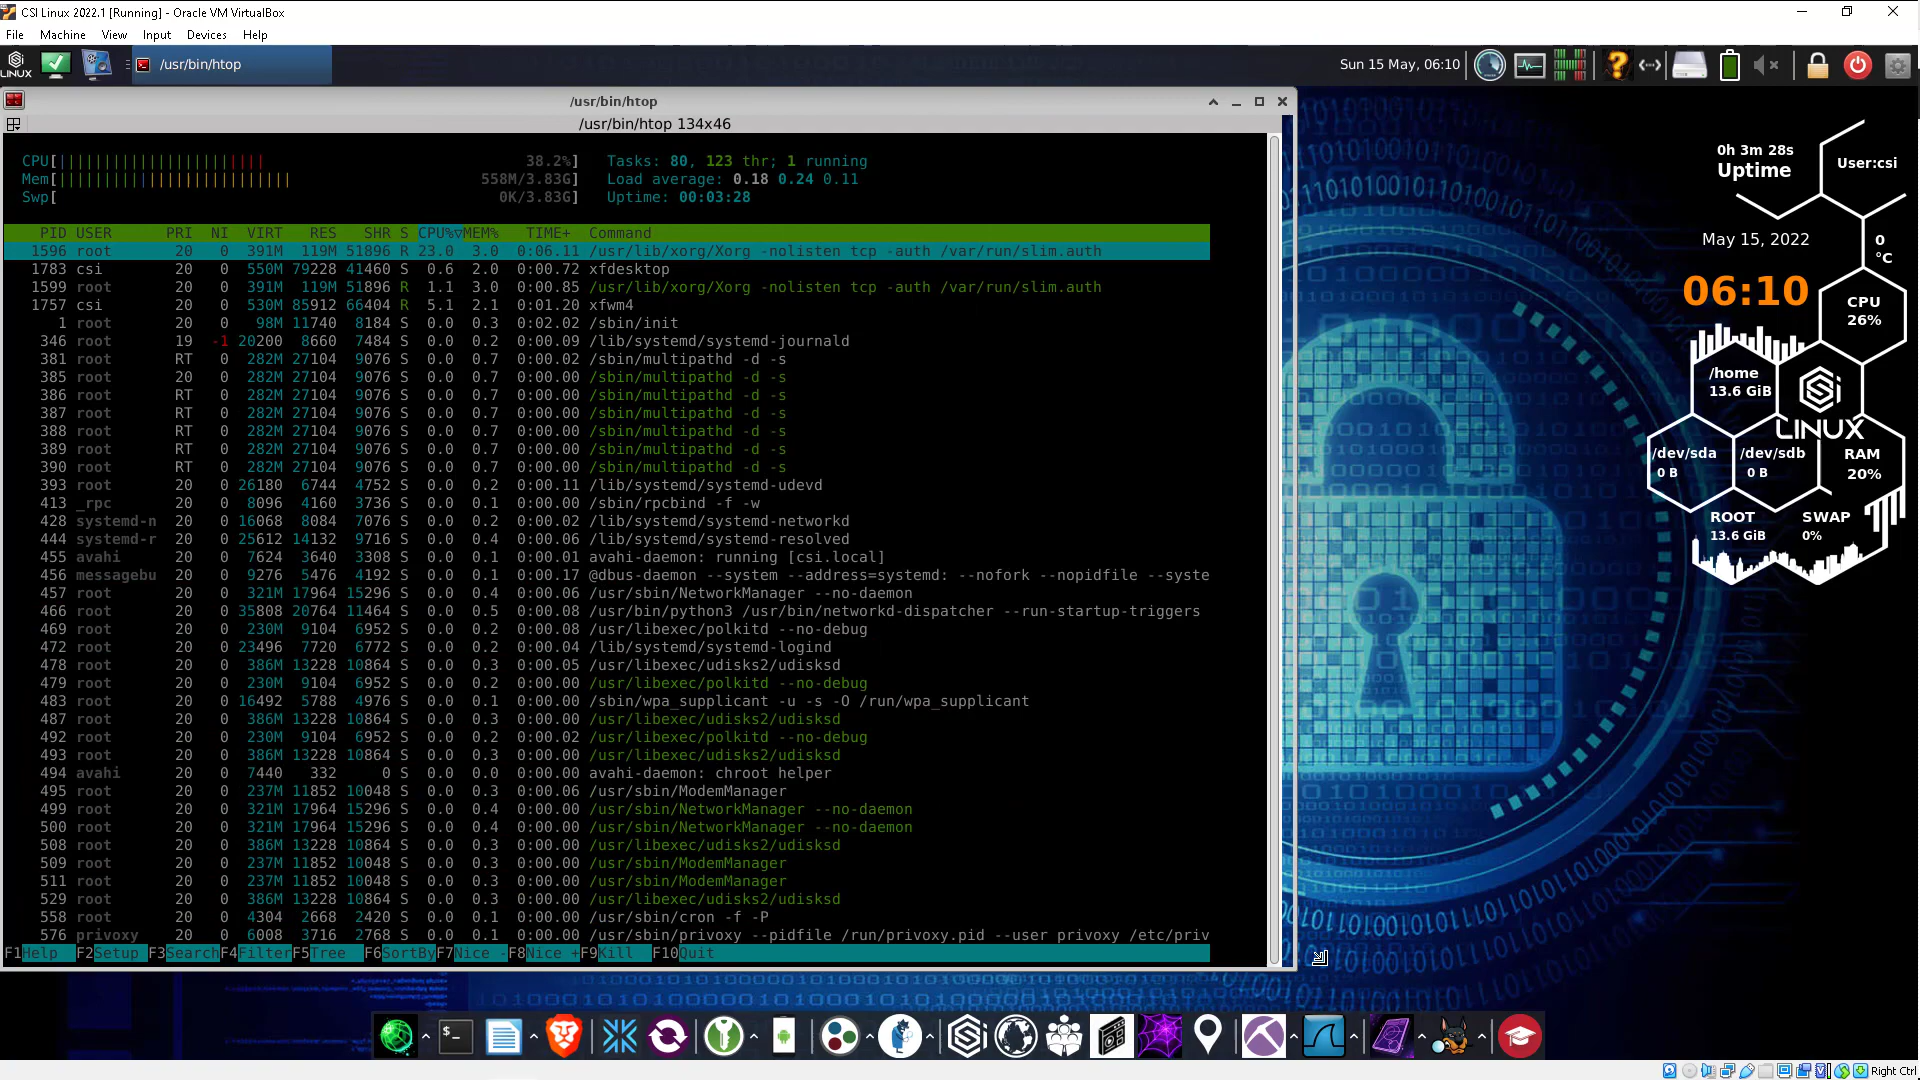 CSI Linux 2022.1 [Running] - Oracle VM VirtualBox
File Machine View Input Devices Help
LINUX /usr/bin/htop Sun 15 May, 06:10
/usr/bin/htop
/usr/bin/htop 134x46
CPU[|||||||||||||||||||||||| 38.2%] Tasks: 80, 123 thr; 1 running
Mem[||||||||||||||||||||||||||| 558M/3.83G] Load average: 0.18 0.24 0.11
Swp[ 0K/3.83G] Uptime: 00:03:28
PID USER PRI NI VIRT RES SHR S CPU%▽MEM% TIME+ Command
1596 root 20 0 391M 119M 51896 R 23.0 3.0 0:06.11 /usr/lib/xorg/Xorg -nolisten tcp -auth /var/run/slim.auth
1783 csi 20 0 550M 79228 41460 S 0.6 2.0 0:00.72 xfdesktop
1599 root 20 0 391M 119M 51896 R 1.1 3.0 0:00.85 /usr/lib/xorg/Xorg -nolisten tcp -auth /var/run/slim.auth
1757 csi 20 0 530M 85912 66404 R 5.1 2.1 0:01.20 xfwm4
1 root 20 0 98M 11740 8184 S 0.0 0.3 0:02.02 /sbin/init
346 root 19 -1 20200 8660 7484 S 0.0 0.2 0:00.09 /lib/systemd/systemd-journald
381 root RT 0 282M 27104 9076 S 0.0 0.7 0:00.02 /sbin/multipathd -d -s
385 root 20 0 282M 27104 9076 S 0.0 0.7 0:00.00 /sbin/multipathd -d -s
386 root RT 0 282M 27104 9076 S 0.0 0.7 0:00.00 /sbin/multipathd -d -s
387 root RT 0 282M 27104 9076 S 0.0 0.7 0:00.00 /sbin/multipathd -d -s
388 root RT 0 282M 27104 9076 S 0.0 0.7 0:00.00 /sbin/multipathd -d -s
389 root RT 0 282M 27104 9076 S 0.0 0.7 0:00.00 /sbin/multipathd -d -s
390 root RT 0 282M 27104 9076 S 0.0 0.7 0:00.00 /sbin/multipathd -d -s
393 root 20 0 26180 6744 4752 S 0.0 0.2 0:00.11 /lib/systemd/systemd-udevd
413 _rpc 20 0 8096 4160 3736 S 0.0 0.1 0:00.00 /sbin/rpcbind -f -w
428 systemd-n 20 0 16068 8084 7076 S 0.0 0.2 0:00.02 /lib/systemd/systemd-networkd
444 systemd-r 20 0 25612 14132 9716 S 0.0 0.4 0:00.06 /lib/systemd/systemd-resolved
455 avahi 20 0 7624 3640 3308 S 0.0 0.1 0:00.01 avahi-daemon: running [csi.local]
456 messagebu 20 0 9276 5476 4192 S 0.0 0.1 0:00.17 @dbus-daemon --system --address=systemd: --nofork --nopidfile --syste
457 root 20 0 321M 17964 15296 S 0.0 0.4 0:00.06 /usr/sbin/NetworkManager --no-daemon
466 root 20 0 35808 20764 11464 S 0.0 0.5 0:00.08 /usr/bin/python3 /usr/bin/networkd-dispatcher --run-startup-triggers
469 root 20 0 230M 9104 6952 S 0.0 0.2 0:00.08 /usr/libexec/polkitd --no-debug
472 root 20 0 23496 7720 6772 S 0.0 0.2 0:00.04 /lib/systemd/systemd-logind
478 root 20 0 386M 13228 10864 S 0.0 0.3 0:00.05 /usr/libexec/udisks2/udisksd
479 root 20 0 230M 9104 6952 S 0.0 0.2 0:00.00 /usr/libexec/polkitd --no-debug
483 root 20 0 16492 5788 4976 S 0.0 0.1 0:00.00 /sbin/wpa_supplicant -u -s -O /run/wpa_supplicant
487 root 20 0 386M 13228 10864 S 0.0 0.3 0:00.00 /usr/libexec/udisks2/udisksd
492 root 20 0 230M 9104 6952 S 0.0 0.2 0:00.02 /usr/libexec/polkitd --no-debug
493 root 20 0 386M 13228 10864 S 0.0 0.3 0:00.00 /usr/libexec/udisks2/udisksd
494 avahi 20 0 7440 332 0 S 0.0 0.0 0:00.00 avahi-daemon: chroot helper
495 root 20 0 237M 11852 10048 S 0.0 0.3 0:00.06 /usr/sbin/ModemManager
499 root 20 0 321M 17964 15296 S 0.0 0.4 0:00.00 /usr/sbin/NetworkManager --no-daemon
500 root 20 0 321M 17964 15296 S 0.0 0.4 0:00.00 /usr/sbin/NetworkManager --no-daemon
508 root 20 0 386M 13228 10864 S 0.0 0.3 0:00.00 /usr/libexec/udisks2/udisksd
509 root 20 0 237M 11852 10048 S 0.0 0.3 0:00.00 /usr/sbin/ModemManager
511 root 20 0 237M 11852 10048 S 0.0 0.3 0:00.00 /usr/sbin/ModemManager
529 root 20 0 386M 13228 10864 S 0.0 0.3 0:00.00 /usr/libexec/udisks2/udisksd
558 root 20 0 4304 2668 2420 S 0.0 0.1 0:00.00 /usr/sbin/cron -f -P
576 privoxy 20 0 6008 3716 2768 S 0.0 0.1 0:00.00 /usr/sbin/privoxy --pidfile /run/privoxy.pid --user privoxy /etc/priv
F1Help F2Setup F3SearchF4FilterF5Tree F6SortByF7Nice -F8Nice +F9Kill F10Quit
0h 3m 28s
Uptime
User:csi
May 15, 2022
0
°C
06:10
CPU
26%
/home
13.6 GiB
LINUX
/dev/sda
0 B
/dev/sdb
0 B
RAM
20%
ROOT
13.6 GiB
SWAP
0%
Right Ctrl